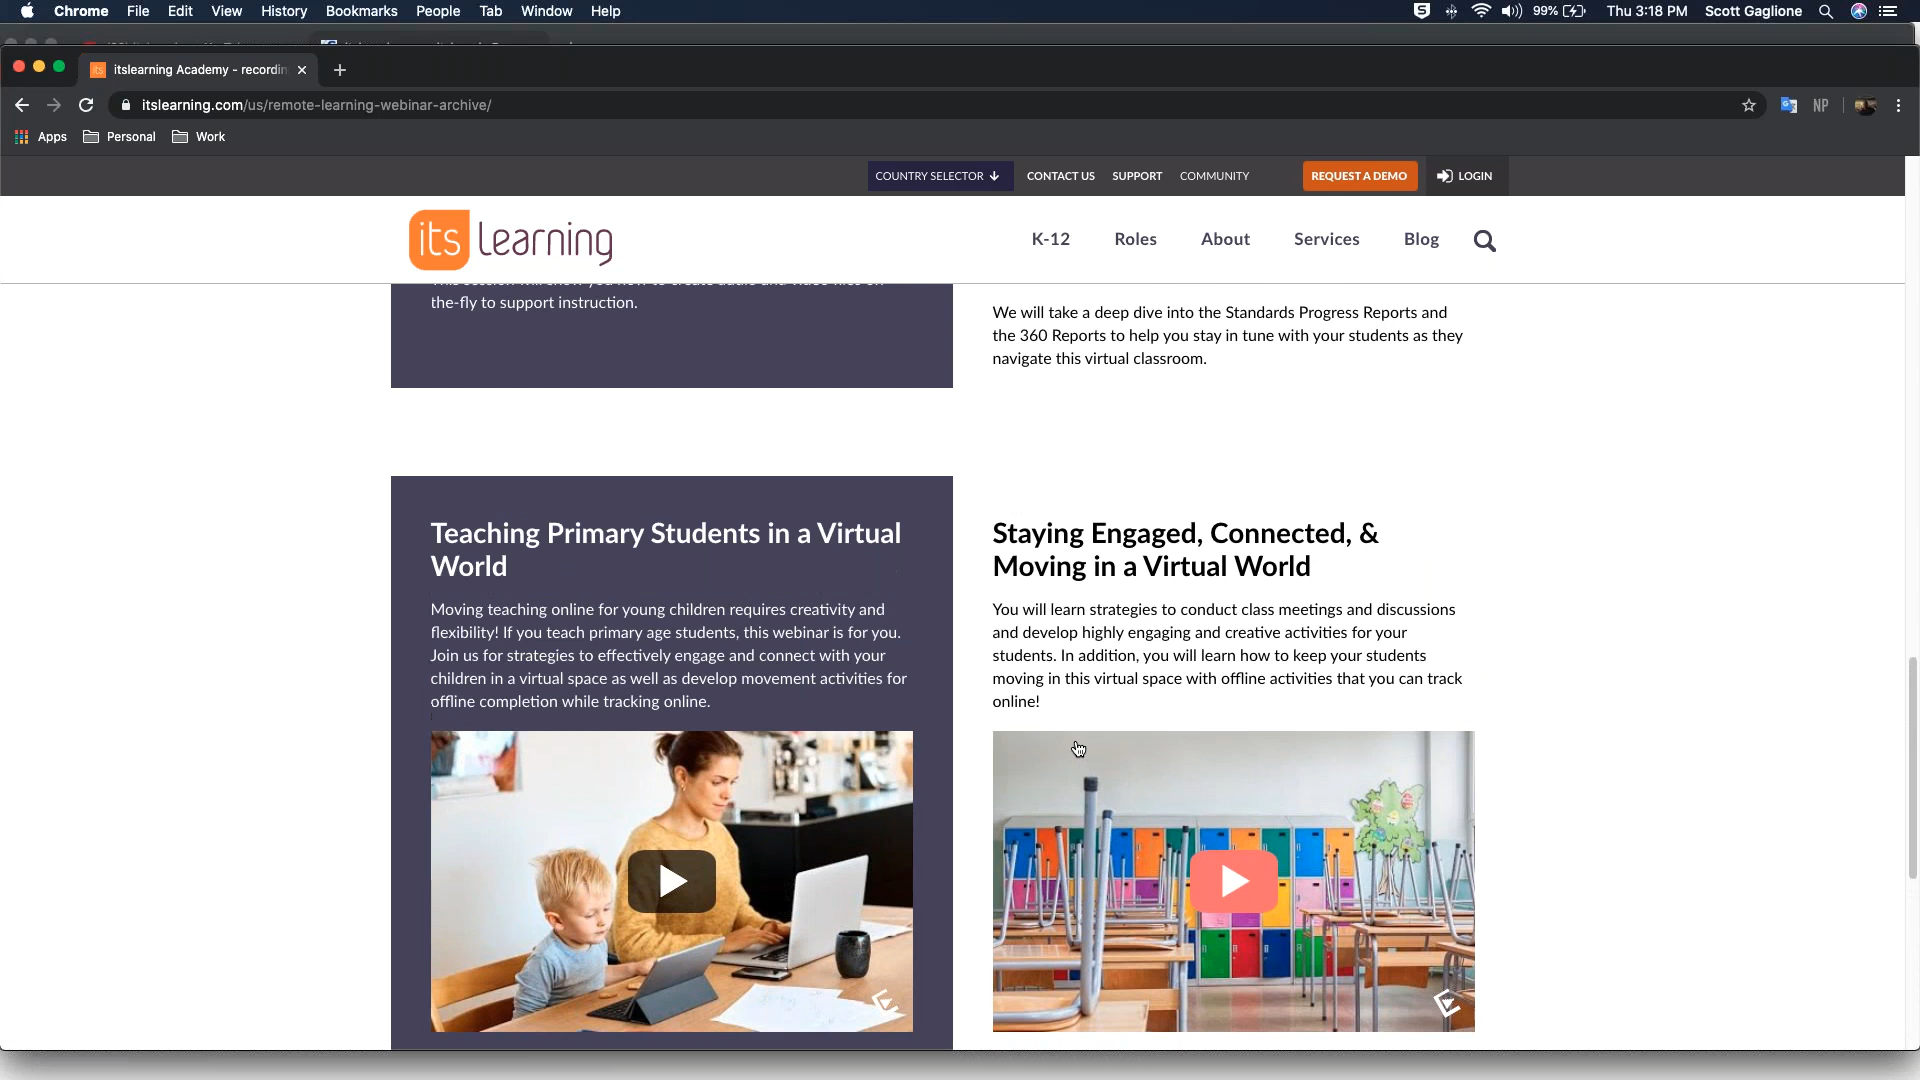 Chrome File Edit View History Bookmarks People Tab Window Help 99% Thu 3:18 PM Scott Gaglione
its itslearning Academy - recordin
itslearning.com/us/remote-learning-webinar-archive/ NP
Apps Personal Work
COUNTRY SELECTOR CONTACT US SUPPORT COMMUNITY REQUEST A DEMO LOGIN
its learning K-12 Roles About Services Blog
the-fly to support instruction.
We will take a deep dive into the Standards Progress Reports and
the 360 Reports to help you stay in tune with your students as they
navigate this virtual classroom.
Teaching Primary Students in a Virtual
World
Moving teaching online for young children requires creativity and
flexibility! If you teach primary age students, this webinar is for you.
Join us for strategies to effectively engage and connect with your
children in a virtual space as well as develop movement activities for
offline completion while tracking online.
Staying Engaged, Connected, &
Moving in a Virtual World
You will learn strategies to conduct class meetings and discussions
and develop highly engaging and creative activities for your
students. In addition, you will learn how to keep your students
moving in this virtual space with offline activities that you can track
online!